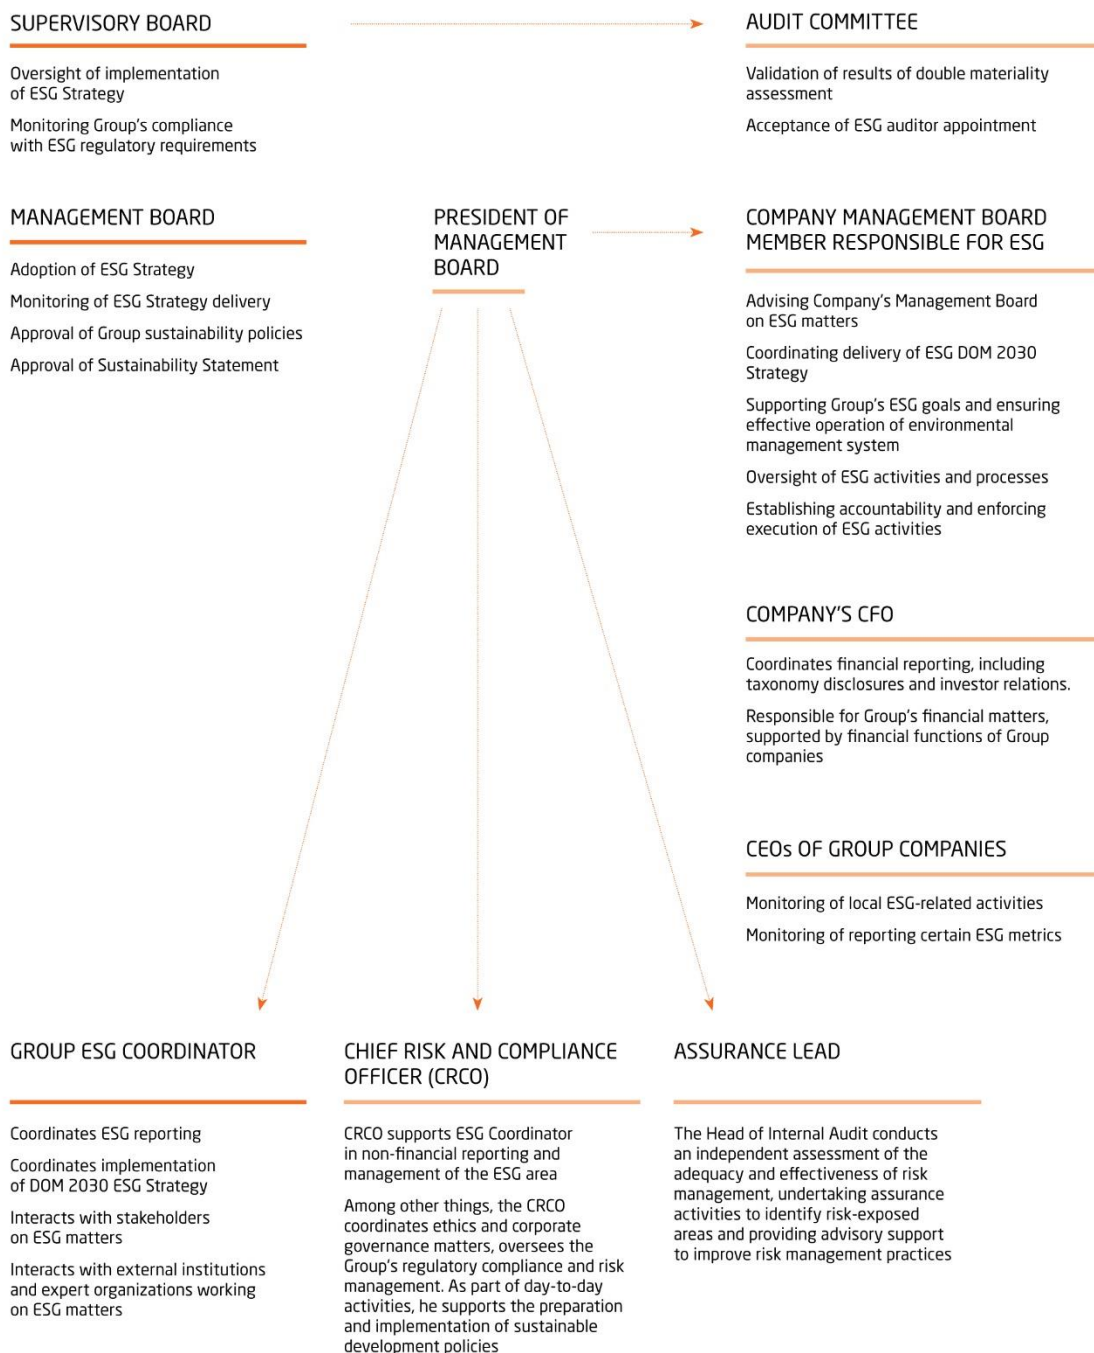 SUPERVISORY BOARD
Oversight of implementation
of ESG Strategy
Monitoring Group's compliance
with ESG regulatory requirements
AUDIT COMMITTEE
Validation of results of double materiality
assessment
Acceptance of ESG auditor appointment
MANAGEMENT BOARD
Adoption of ESG Strategy
Monitoring of ESG Strategy delivery
Approval of Group sustainability policies
Approval of Sustainability Statement
PRESIDENT OF
MANAGEMENT
BOARD
COMPANY MANAGEMENT BOARD
MEMBER RESPONSIBLE FOR ESG
Advising Company's Management Board
on ESG matters
Coordinating delivery of ESG DOM 2030
Strategy
Supporting Group's ESG goals and ensuring
effective operation of environmental
management system
Oversight of ESG activities and processes
Establishing accountability and enforcing
execution of ESG activities
COMPANY'S CFO
Coordinates financial reporting, including
taxonomy disclosures and investor relations.
Responsible for Group's financial matters,
supported by financial functions of Group
companies
CEOs OF GROUP COMPANIES
Monitoring of local ESG-related activities
Monitoring of reporting certain ESG metrics
GROUP ESG COORDINATOR
Coordinates ESG reporting
Coordinates implementation
of DOM 2030 ESG Strategy
Interacts with stakeholders
on ESG matters
Interacts with external institutions
and expert organizations working
on ESG matters
CHIEF RISK AND COMPLIANCE
OFFICER (CRCO)
CRCO supports ESG Coordinator
in non-financial reporting and
management of the ESG area
Among other things, the CRCO
coordinates ethics and corporate
governance matters, oversees the
Group's regulatory compliance and risk
management. As part of day-to-day
activities, he supports the preparation
and implementation of sustainable
development policies
ASSURANCE LEAD
The Head of Internal Audit conducts
an independent assessment of the
adequacy and effectiveness of risk
management, undertaking assurance
activities to identify risk-exposed
areas and providing advisory support
to improve risk management practices